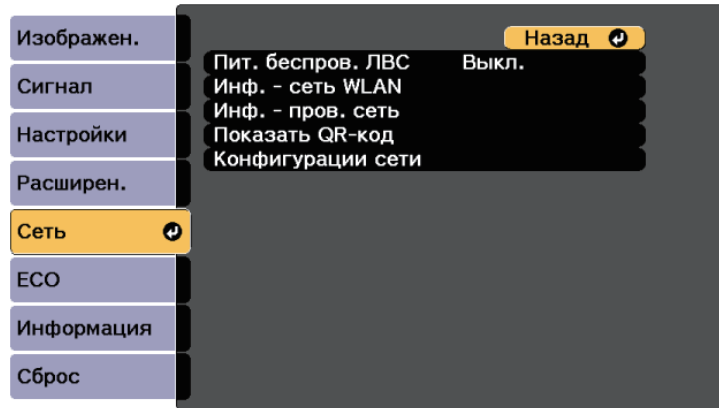 Изображен.
Сигнал
Настройки
Расширен.
Сеть
ECO
Информация
Сброс
Назад
Пит. беспров. ЛВС Выкл.
Инф. - сеть WLAN
Инф. - пров. сеть
Показать QR-код
Конфигурации сети